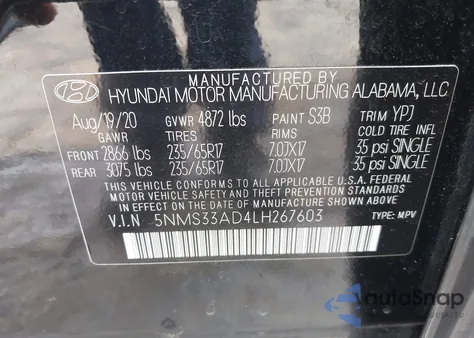 MANUFACTURED BY
HYUNDAI MOTOR MANUFACTURING ALABAMA, LLC
Aug/19/20 GVWR 4872 lbs PAINT S3B TRIM YPJ
GAWR TIRES RIMS COLD TIRE INFL
FRONT 2866 lbs 235/65R17 7.0JX17 35 psi SINGLE
REAR 3075 lbs 235/65R17 7.0JX17 35 psi SINGLE
THIS VEHICLE CONFORMS TO ALL APPLICABLE U.S.A FEDERAL
MOTOR VEHICLE SAFETY AND THEFT PREVENTION STANDARDS
IN EFFECT ON THE DATE OF MANUFACTURE SHOWN ABOVE.
V.I.N 5NMS33AD4LH267603 TYPE: MPV
autoSnap